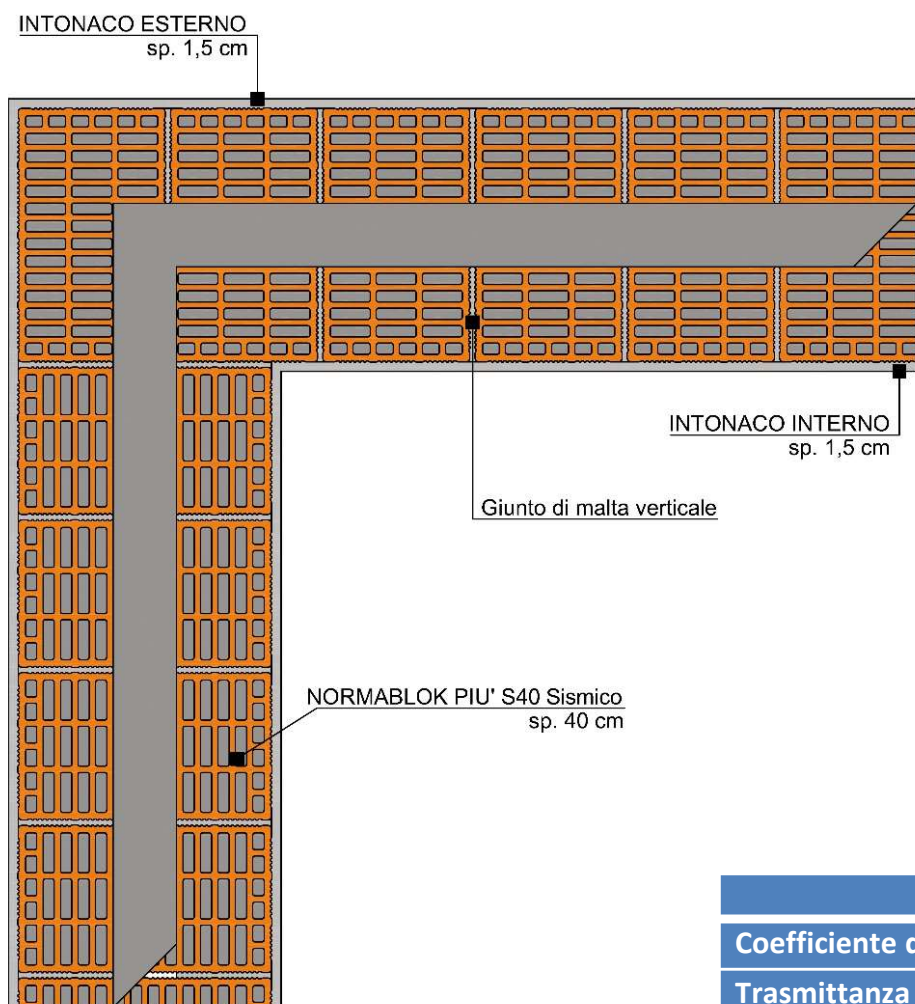 INTONACO ESTERNO
sp. 1,5 cm
INTONACO INTERNO
sp. 1,5 cm
Giunto di malta verticale
NORMABLOK PIU' S40 Sismico
sp. 40 cm
Coefficiente
Trasmittanza